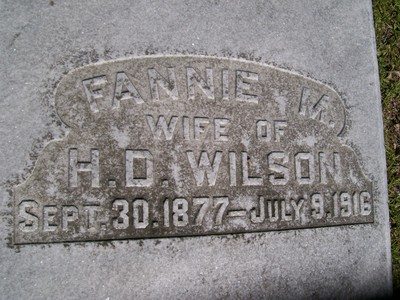 FANNIE M.
WIFE OF
H. D. WILSON
SEPT. 30. 1877 — JULY 9. 1916